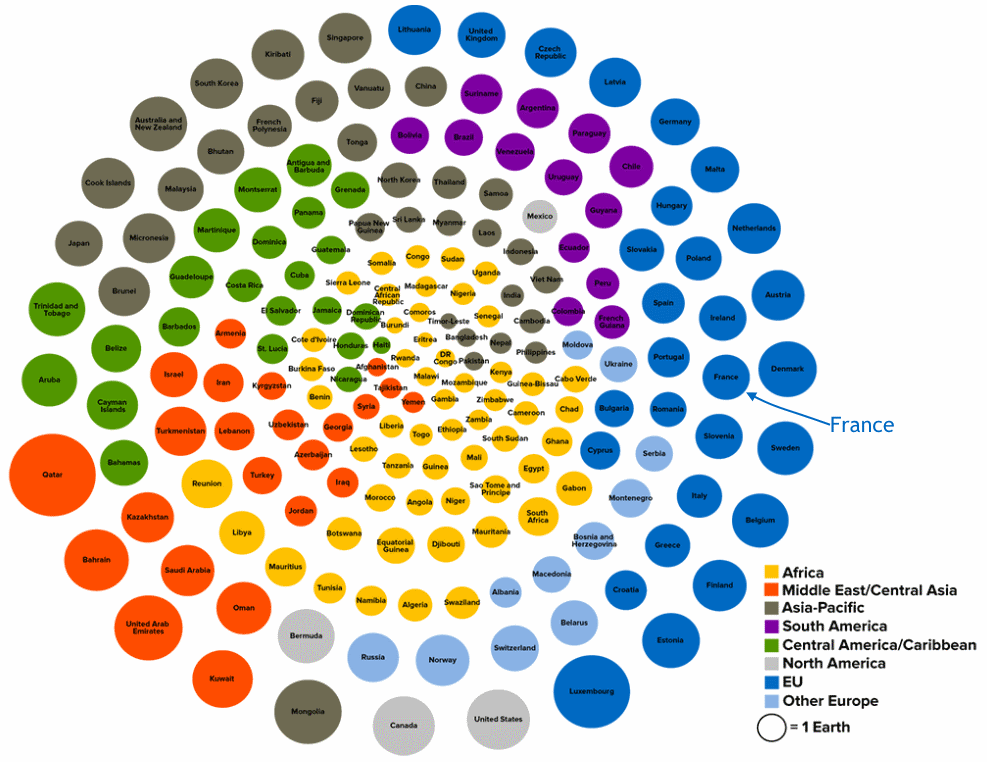 Lithuania
United
Kingdom
Czech
Republic
Latvia
Germany
Malta
Netherlands
Austria
Denmark
Sweden
Belgium
Finland
Estonia
Luxembourg
United States
Canada
Mongolia
Kuwait
United Arab
Emirates
Bahrain
Qatar
Aruba
Trinidad and
Tobago
Japan
Cook Islands
Australia and
New Zealand
South Korea
Kiribati
Singapore
Vanuatu
China
Suriname
Argentina
Paraguay
Chile
Hungary
Poland
Ireland
France
Slovenia
Italy
Greece
Croatia
Belarus
Switzerland
Norway
Russia
Bermuda
Oman
Saudi Arabia
Kazakhstan
Bahamas
Cayman
Islands
Belize
Brunei
Micronesia
Malaysia
Bhutan
French
Polynesia
Fiji
Tonga
Bolivia
Brazil
Venezuela
Uruguay
Guyana
Slovakia
Spain
Portugal
Romania
Serbia
Montenegro
Bosnia and
Herzegovina
Macedonia
Albania
Swaziland
Algeria
Namibia
Tunisia
Mauritius
Libya
Reunion
Turkmenistan
Israel
Barbados
Guadeloupe
Martinique
Montserrat
Antigua and
Barbuda
Grenada
North Korea
Thailand
Samoa
Mexico
Ecuador
Peru
French
Guiana
Ukraine
Bulgaria
Cyprus
Gabon
South
Africa
Mauritania
Djibouti
Equatorial
Guinea
Botswana
Jordan
Turkey
Lebanon
Iran
Armenia
Costa Rica
Dominica
Panama
Guatemala
Papua New
Guinea
Sri Lanka
Myanmar
Laos
Indonesia
Viet Nam
Colombia
Moldova
Cabo Verde
Chad
Ghana
Egypt
Sao Tome and
Principe
Niger
Angola
Morocco
Iraq
Azerbaijan
Uzbekistan
Kyrgyzstan
St. Lucia
El Salvador
Cuba
Sierra Leone
Somalia
Congo
Sudan
Uganda
India
Cambodia
Philippines
Guinea-Bissau
Cameroon
South Sudan
Mali
Guinea
Tanzania
Lesotho
Georgia
Benin
Burkina Faso
Cote d'Ivoire
Jamaica
Dominican
Republic
Central
African
Republic
Madagascar
Nigeria
Senegal
Nepal
Kenya
Zimbabwe
Zambia
Ethiopia
Togo
Liberia
Syria
Nicaragua
Honduras
Haiti
Burundi
Comoros
Timor-Leste
Bangladesh
Pakistan
Mozambique
Gambia
Yemen
Tajikistan
Afghanistan
Rwanda
Eritrea
DR
Congo
Malawi
France
Africa
Middle East/Central Asia
Asia-Pacific
South America
Central America/Caribbean
North America
EU
Other Europe
= 1 Earth